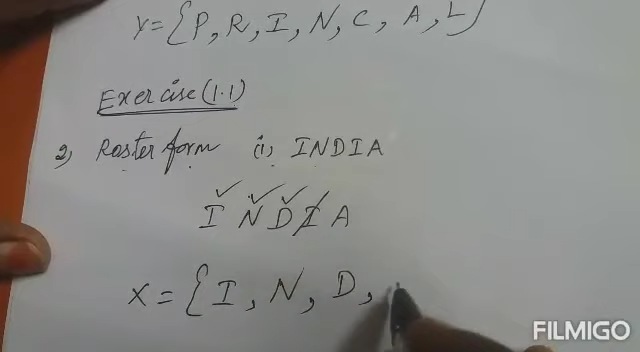 Y={P, R, I, N, C, A, L}
Exercise(1.1)
2) Roster form (i) INDIA
I N D I A
X={I, N, D,
FILMIGO